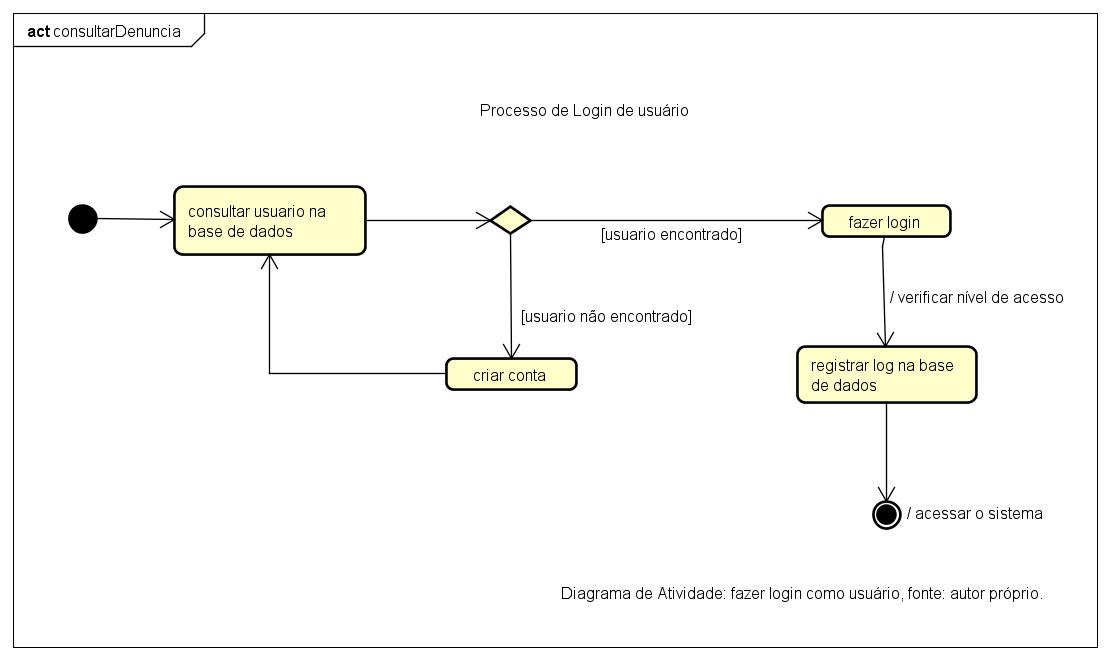 act consultarDenuncia
Processo de Login de usuário
consultar usuario na
base de dados
[usuario encontrado]
fazer login
/ verificar nível de acesso
[usuario não encontrado]
criar conta
registrar log na base
de dados
/ acessar o sistema
Diagrama de Atividade: fazer login como usuário, fonte: autor próprio.